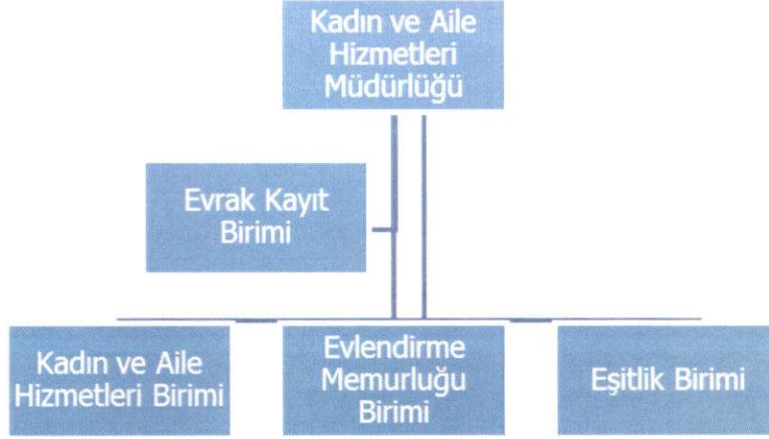 Kadın ve Aile
Hizmetleri
Müdürlüğü
Evrak Kayıt
Birimi
Kadın ve Aile
Hizmetleri Birimi
Evlendirme
Memurluğu
Birimi
Eşitlik Birimi